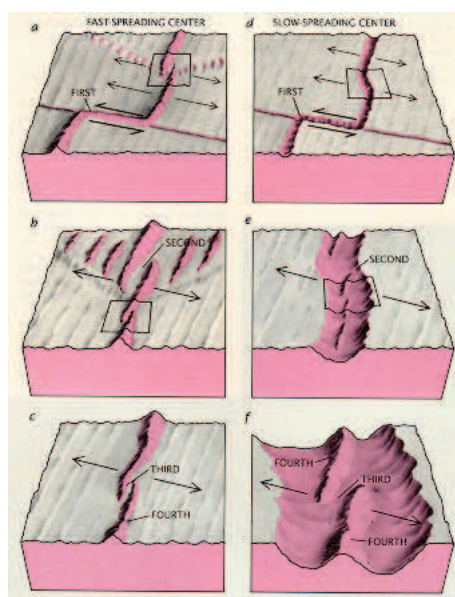 a FAST-SPREADING CENTER
d SLOW-SPREADING CENTER
FIRST
FIRST
b
SECOND
e
SECOND
c
THIRD
FOURTH
f
FOURTH
THIRD
FOURTH